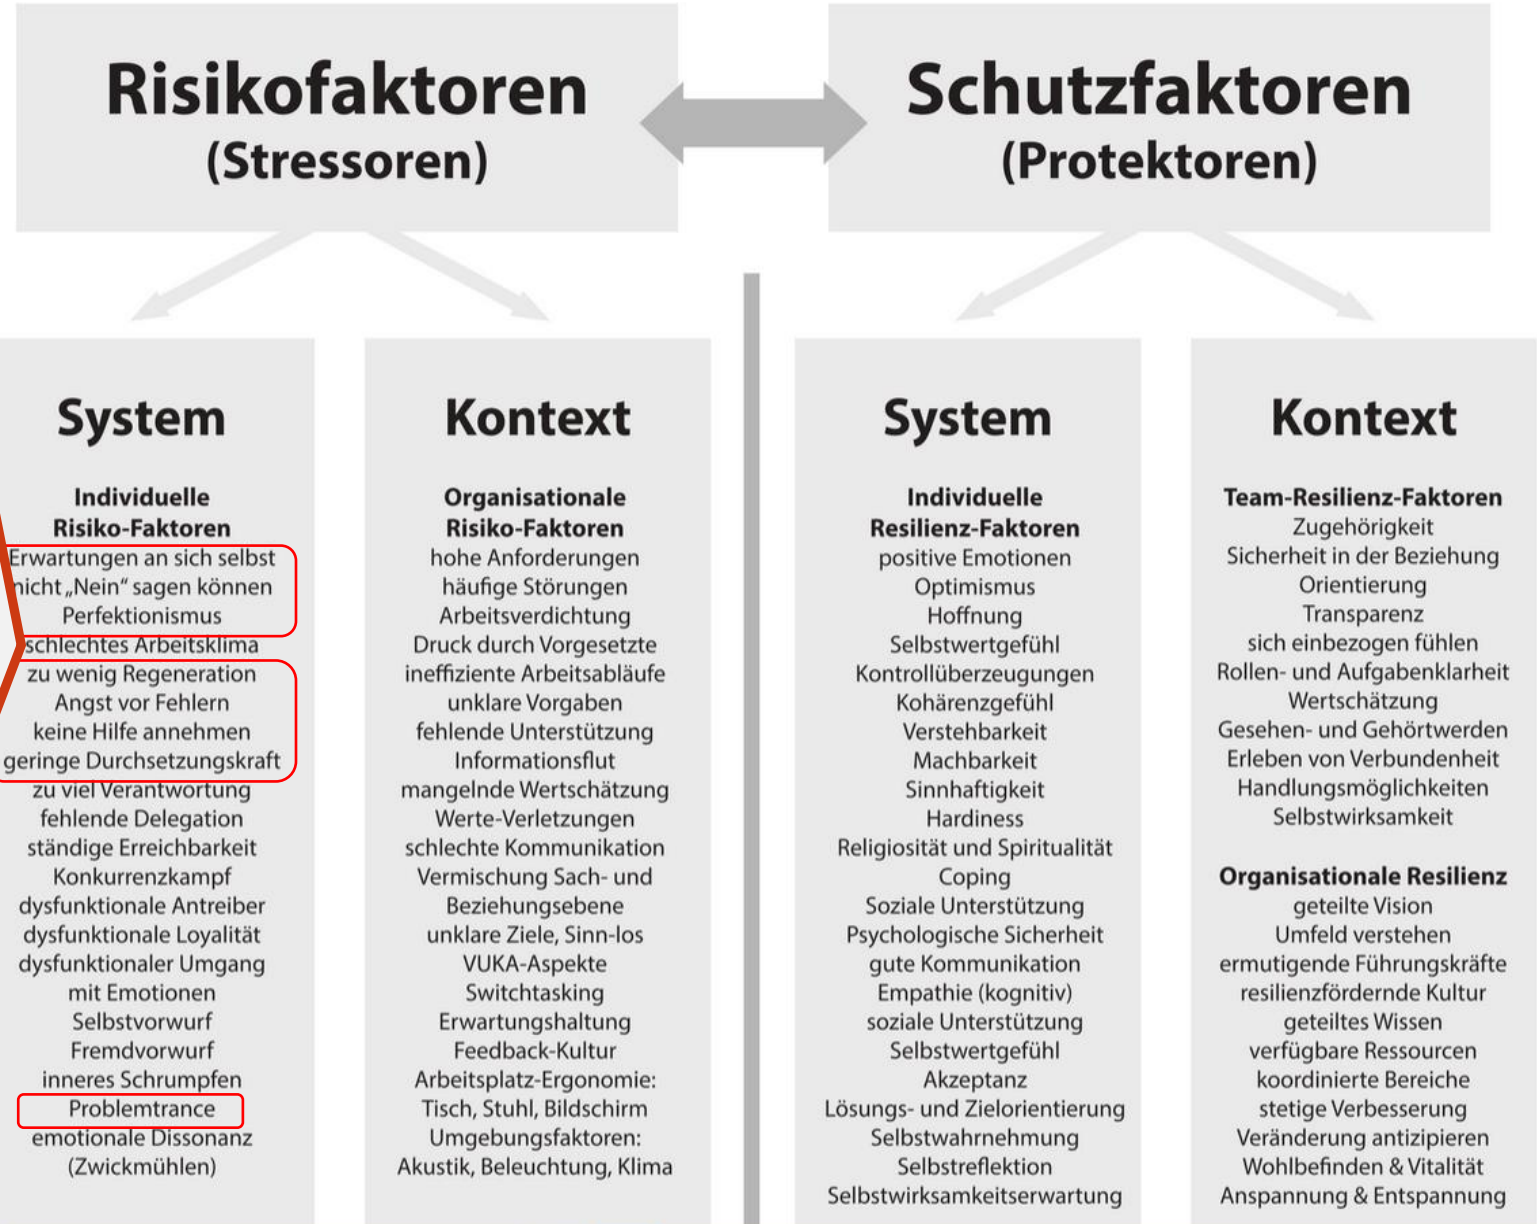 Risikofaktoren
(Stressoren)
Schutzfaktoren
(Protektoren)
System
Individuelle
Risiko-Faktoren
Erwartungen an sich selbst
nicht „Nein“ sagen können
Perfektionismus
schlechtes Arbeitsklima
zu wenig Regeneration
Angst vor Fehlern
keine Hilfe annehmen
geringe Durchsetzungskraft
zu viel Verantwortung
fehlende Delegation
ständige Erreichbarkeit
Konkurrenzkampf
dysfunktionale Antreiber
dysfunktionale Loyalität
dysfunktionaler Umgang
mit Emotionen
Selbstvorwurf
Fremdvorwurf
inneres Schrumpfen
Problemtrance
emotionale Dissonanz
(Zwickmühlen)
Kontext
Organisationale
Risiko-Faktoren
hohe Anforderungen
häufige Störungen
Arbeitsverdichtung
Druck durch Vorgesetzte
ineffiziente Arbeitsabläufe
unklare Vorgaben
fehlende Unterstützung
Informationsflut
mangelnde Wertschätzung
Werte-Verletzungen
schlechte Kommunikation
Vermischung Sach- und
Beziehungsebene
unklare Ziele, Sinn-los
VUKA-Aspekte
Switchtasking
Erwartungshaltung
Feedback-Kultur
Arbeitsplatz-Ergonomie:
Tisch, Stuhl, Bildschirm
Umgebungsfaktoren:
Akustik, Beleuchtung, Klima
System
Individuelle
Resilienz-Faktoren
positive Emotionen
Optimismus
Hoffnung
Selbstwertgefühl
Kontrollüberzeugungen
Kohärenzgefühl
Verstehbarkeit
Machbarkeit
Sinnhaftigkeit
Hardiness
Religiosität und Spiritualität
Coping
Soziale Unterstützung
Psychologische Sicherheit
gute Kommunikation
Empathie (kognitiv)
soziale Unterstützung
Selbstwertgefühl
Akzeptanz
Lösungs- und Zielorientierung
Selbstwahrnehmung
Selbstreflektion
Selbstwirksamkeitserwartung
Kontext
Team-Resilienz-Faktoren
Zugehörigkeit
Sicherheit in der Beziehung
Orientierung
Transparenz
sich einbezogen fühlen
Rollen- und Aufgabenklarheit
Wertschätzung
Gesehen- und Gehörtwerden
Erleben von Verbundenheit
Handlungsmöglichkeiten
Selbstwirksamkeit
Organisationale Resilienz
geteilte Vision
Umfeld verstehen
ermutigende Führungskräfte
resilienzfördernde Kultur
geteiltes Wissen
verfügbare Ressourcen
koordinierte Bereiche
stetige Verbesserung
Veränderung antizipieren
Wohlbefinden & Vitalität
Anspannung & Entspannung